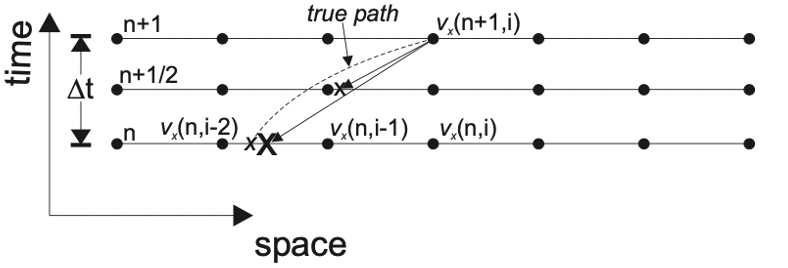 true path
n+1
vₓ(n+1,i)
time
n+1/2
x
Δt
n
vₓ(n,i-2)
x
X
vₓ(n,i-1)
vₓ(n,i)
space